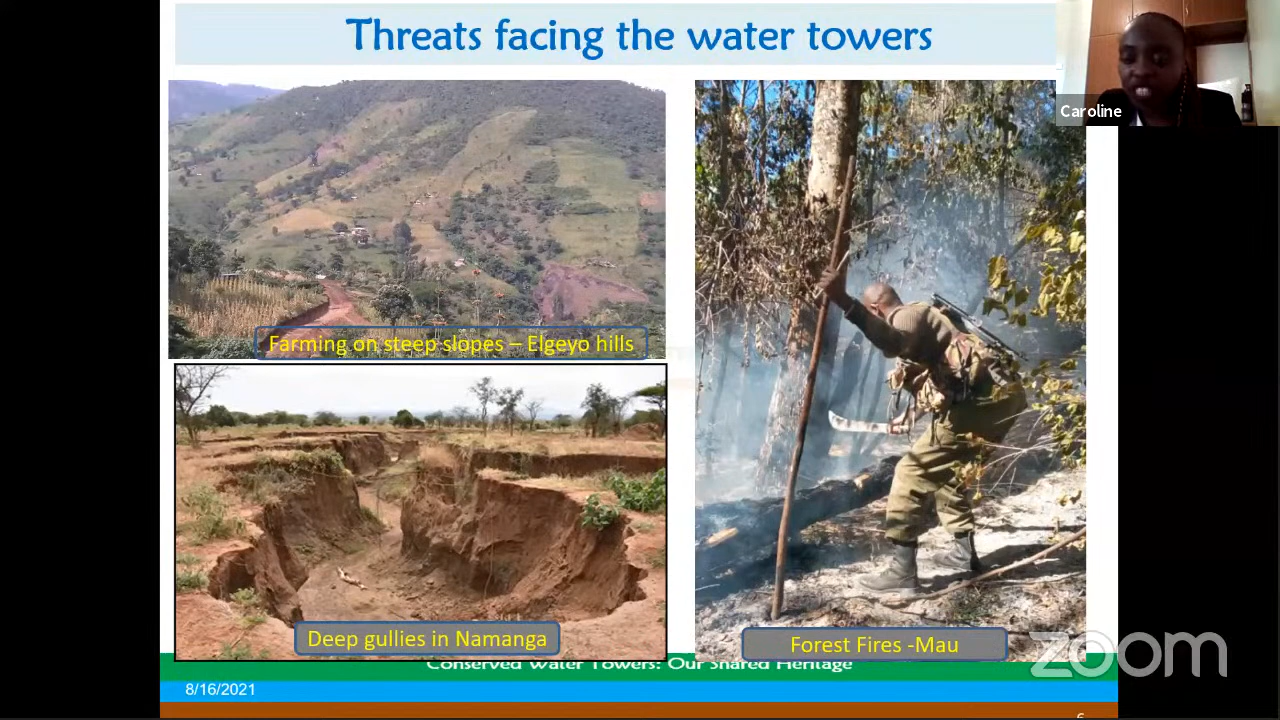 Threats facing the water towers
Caroline
Farming on steep slopes – Elgeyo hills
Deep gullies in Namanga
Forest Fires -Mau
Conserved Water Towers: Our Shared Heritage
zoom
8/16/2021
6